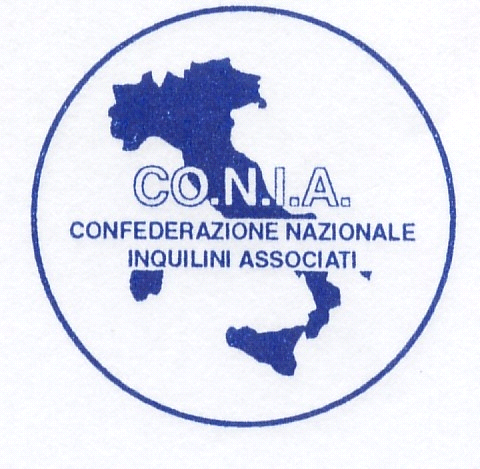 CO.N.I.A.
CONFEDERAZIONE NAZIONALE
INQUILINI ASSOCIATI